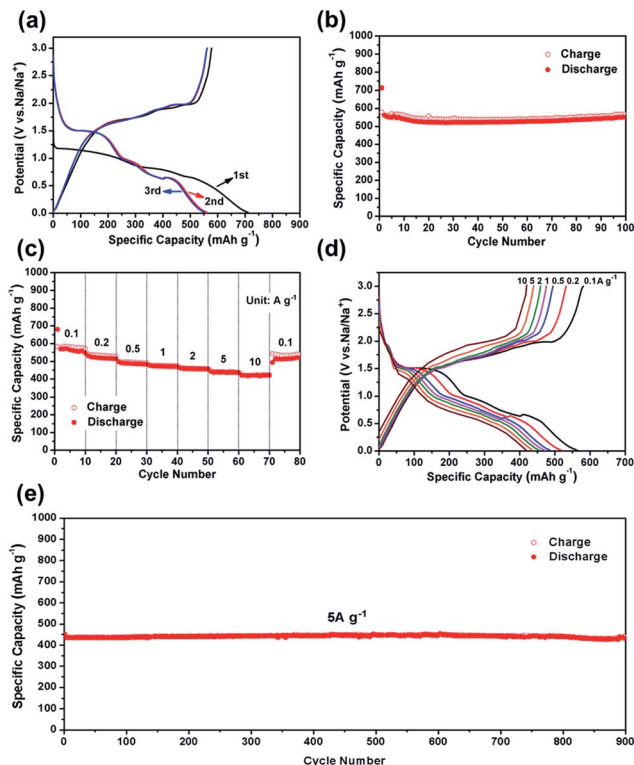 (a)
3.0
2.5
2.0
1.5
1.0
0.5
0.0
Potential (V vs.Na/Na⁺)
1st
3rd
2nd
0 100 200 300 400 500 600 700 800 900
Specific Capacity (mAh g⁻¹)
(b)
1000
900
800
700
600
500
400
300
200
100
0
Specific Capacity (mAh g⁻¹)
Charge
Discharge
0 10 20 30 40 50 60 70 80 90 100
Cycle Number
(c)
1000
900
800
700
600
500
400
300
200
100
0
Specific Capacity (mAh g⁻¹)
Unit: A g⁻¹
0.1 0.2 0.5 1 2 5 10 0.1
Charge
Discharge
0 10 20 30 40 50 60 70 80
Cycle Number
(d)
3.5
3.0
2.5
2.0
1.5
1.0
0.5
0.0
Potential (V vs.Na/Na⁺)
10 5 2 1 0.5 0.2 0.1A g⁻¹
0 100 200 300 400 500 600 700
Specific Capacity (mAh g⁻¹)
(e)
1000
900
800
700
600
500
400
300
200
100
0
Specific Capacity (mAh g⁻¹)
Charge
Discharge
5A g⁻¹
0 100 200 300 400 500 600 700 800 900
Cycle Number